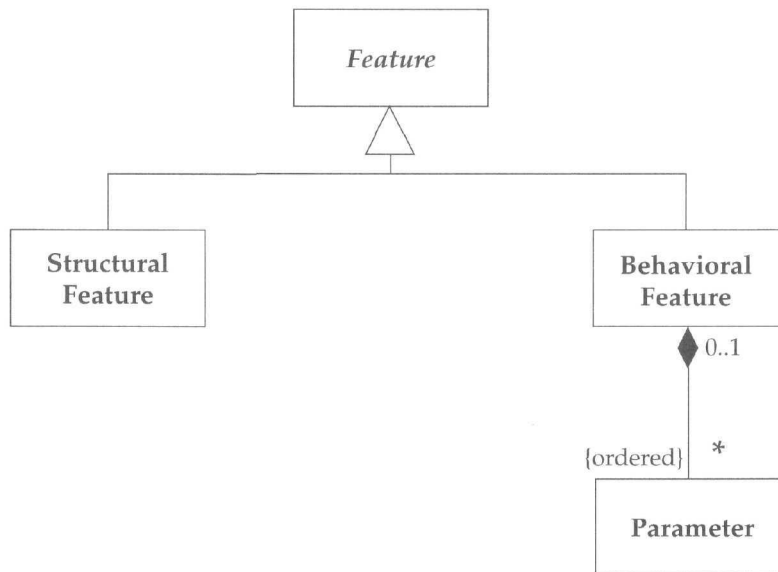 Feature
Structural
Feature
Behavioral
Feature
0..1
{ordered}
*
Parameter